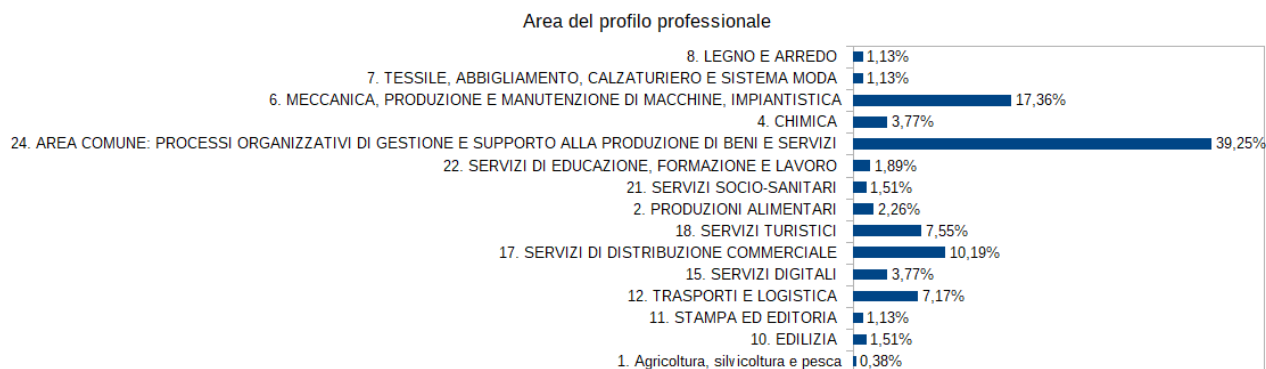 Area del profilo professionale
8. LEGNO E ARREDO 1,13%
7. TESSILE, ABBIGLIAMENTO, CALZATURIERO E SISTEMA MODA 1,13%
6. MECCANICA, PRODUZIONE E MANUTENZIONE DI MACCHINE, IMPIANTISTICA 17,36%
4. CHIMICA 3,77%
24. AREA COMUNE: PROCESSI ORGANIZZATIVI DI GESTIONE E SUPPORTO ALLA PRODUZIONE DI BENI E SERVIZI 39,25%
22. SERVIZI DI EDUCAZIONE, FORMAZIONE E LAVORO 1,89%
21. SERVIZI SOCIO-SANITARI 1,51%
2. PRODUZIONI ALIMENTARI 2,26%
18. SERVIZI TURISTICI 7,55%
17. SERVIZI DI DISTRIBUZIONE COMMERCIALE 10,19%
15. SERVIZI DIGITALI 3,77%
12. TRASPORTI E LOGISTICA 7,17%
11. STAMPA ED EDITORIA 1,13%
10. EDILIZIA 1,51%
1. Agricoltura, silvicoltura e pesca 0,38%